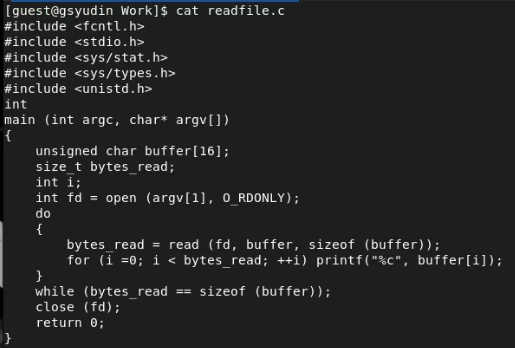 [guest@gsyudin Work]$ cat readfile.c
#include <fcntl.h>
#include <stdio.h>
#include <sys/stat.h>
#include <sys/types.h>
#include <unistd.h>
int
main (int argc, char* argv[])
{
    unsigned char buffer[16];
    size_t bytes_read;
    int i;
    int fd = open (argv[1], O_RDONLY);
    do
    {
        bytes_read = read (fd, buffer, sizeof (buffer));
        for (i =0; i < bytes_read; ++i) printf("%c", buffer[i]);
    }
    while (bytes_read == sizeof (buffer));
    close (fd);
    return 0;
}